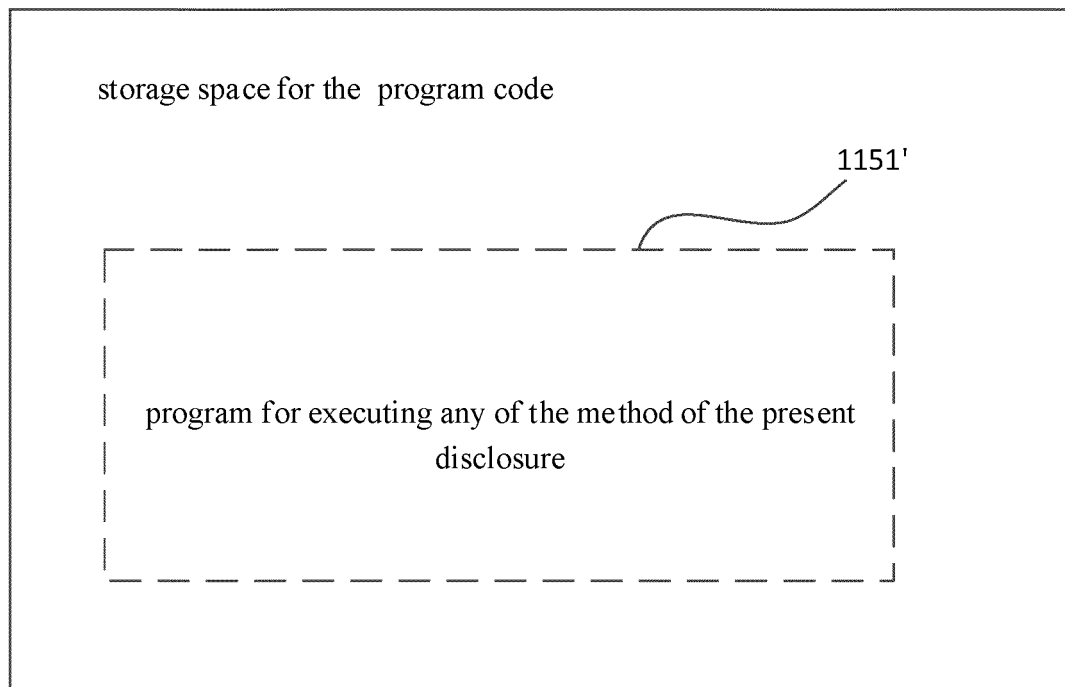 storage space for the program code
1151'
program for executing any of the method of the present
disclosure